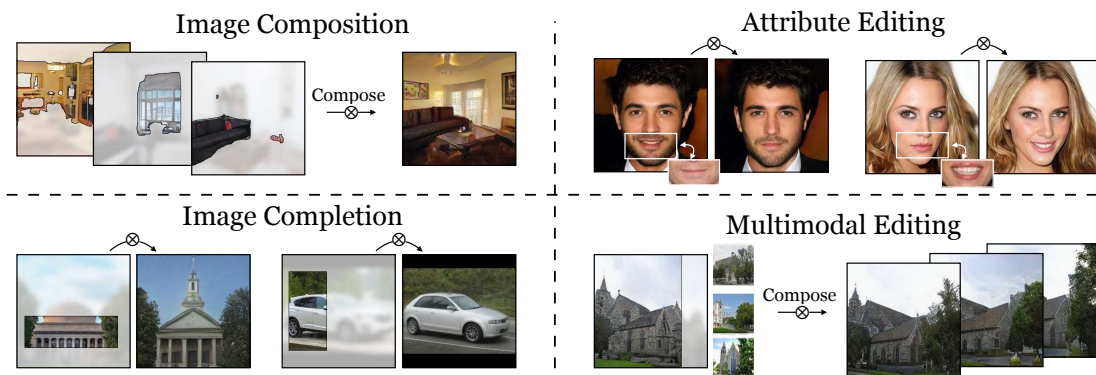 Image Composition
Compose
Attribute Editing
Image Completion
Multimodal Editing
Compose